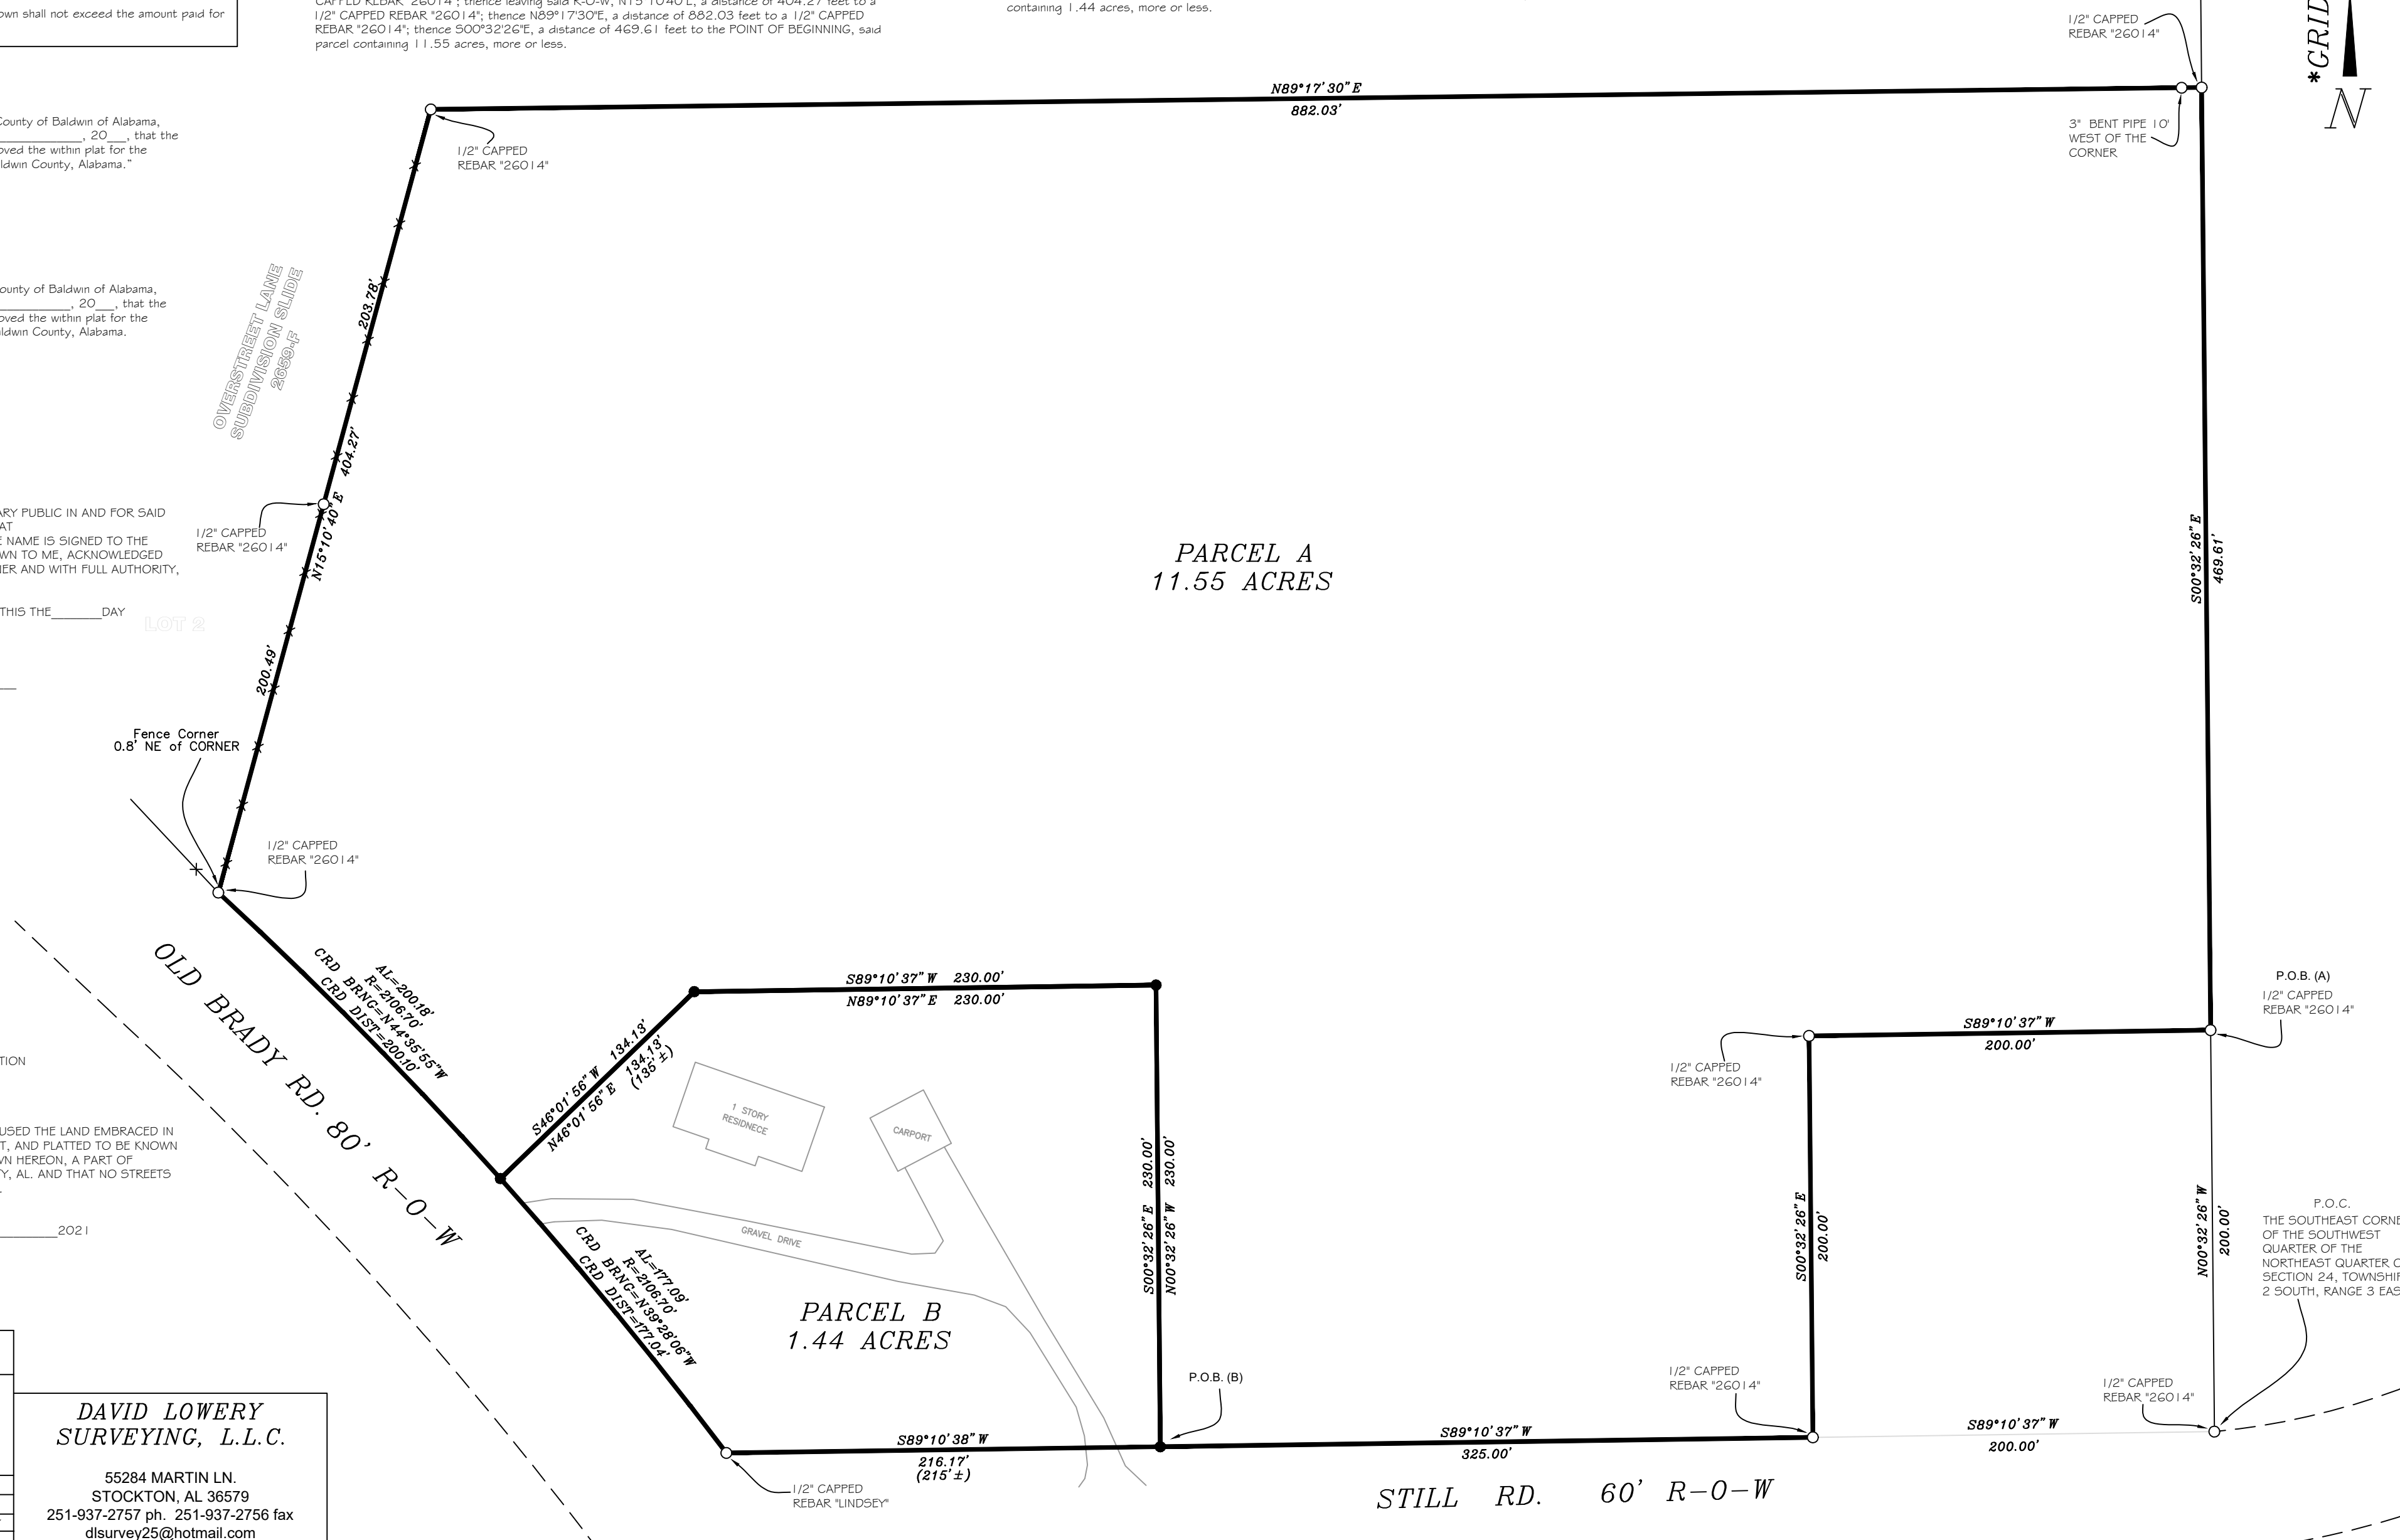 own shall not exceed the amount paid for
CAPPED REBAR "26014"; thence leaving said R-O-W, N15°10'40"E, a distance of 404.27 feet to a
1/2" CAPPED REBAR "26014"; thence N89°17'30"E, a distance of 882.03 feet to a 1/2" CAPPED
REBAR "26014"; thence S00°32'26"E, a distance of 469.61 feet to the POINT OF BEGINNING, said
parcel containing 11.55 acres, more or less.
containing 1.44 acres, more or less.
1/2" CAPPED
REBAR "26014"
*GRID
N
N89°17'30"E
882.03'
3" BENT PIPE 10'
WEST OF THE
CORNER
1/2" CAPPED
REBAR "26014"
County of Baldwin of Alabama,
____________, 20__, that the
oved the within plat for the
ldwin County, Alabama."
OVERSTREET LANE
SUBDIVISION SLIDE
2659-F
203.78'
ounty of Baldwin of Alabama,
____________, 20__, that the
oved the within plat for the
aldwin County, Alabama.
N15°10'40"E 404.27'
1/2" CAPPED
REBAR "26014"
ARY PUBLIC IN AND FOR SAID
AT
E NAME IS SIGNED TO THE
WN TO ME, ACKNOWLEDGED
NER AND WITH FULL AUTHORITY,
THIS THE_______DAY
LOT 2
PARCEL A
11.55 ACRES
S00°32'26"E
469.61'
200.49'
Fence Corner
0.8' NE of CORNER
1/2" CAPPED
REBAR "26014"
OLD BRADY RD. 80' R-O-W
AL=200.18'
R=2106.70'
CRD BRNG=N44°35'55"W
CRD DIST=200.10'
S89°10'37"W 230.00'
N89°10'37"E 230.00'
S46°01'56"W 134.13'
N46°01'56"E 134.13'
(135'±)
1 STORY
RESIDNECE
CARPORT
GRAVEL DRIVE
S00°32'26"E 230.00'
N00°32'26"W 230.00'
AL=177.09'
R=2106.70'
CRD BRNG=N39°28'06"W
CRD DIST=177.04'
PARCEL B
1.44 ACRES
P.O.B. (A)
1/2" CAPPED
REBAR "26014"
S89°10'37"W
200.00'
1/2" CAPPED
REBAR "26014"
S00°32'26"E
200.00'
N00°32'26"W
200.00'
P.O.C.
THE SOUTHEAST CORNE
OF THE SOUTHWEST
QUARTER OF THE
NORTHEAST QUARTER O
SECTION 24, TOWNSHIP
2 SOUTH, RANGE 3 EAS
TION
USED THE LAND EMBRACED IN
T, AND PLATTED TO BE KNOWN
WN HEREON, A PART OF
Y, AL. AND THAT NO STREETS
_________2021
P.O.B. (B)
1/2" CAPPED
REBAR "26014"
1/2" CAPPED
REBAR "26014"
S89°10'38"W
216.17'
(215'±)
S89°10'37"W
325.00'
S89°10'37"W
200.00'
1/2" CAPPED
REBAR "LINDSEY"
STILL RD. 60' R-O-W
DAVID LOWERY
SURVEYING, L.L.C.
55284 MARTIN LN.
STOCKTON, AL 36579
251-937-2757 ph. 251-937-2756 fax
dlsurvey25@hotmail.com